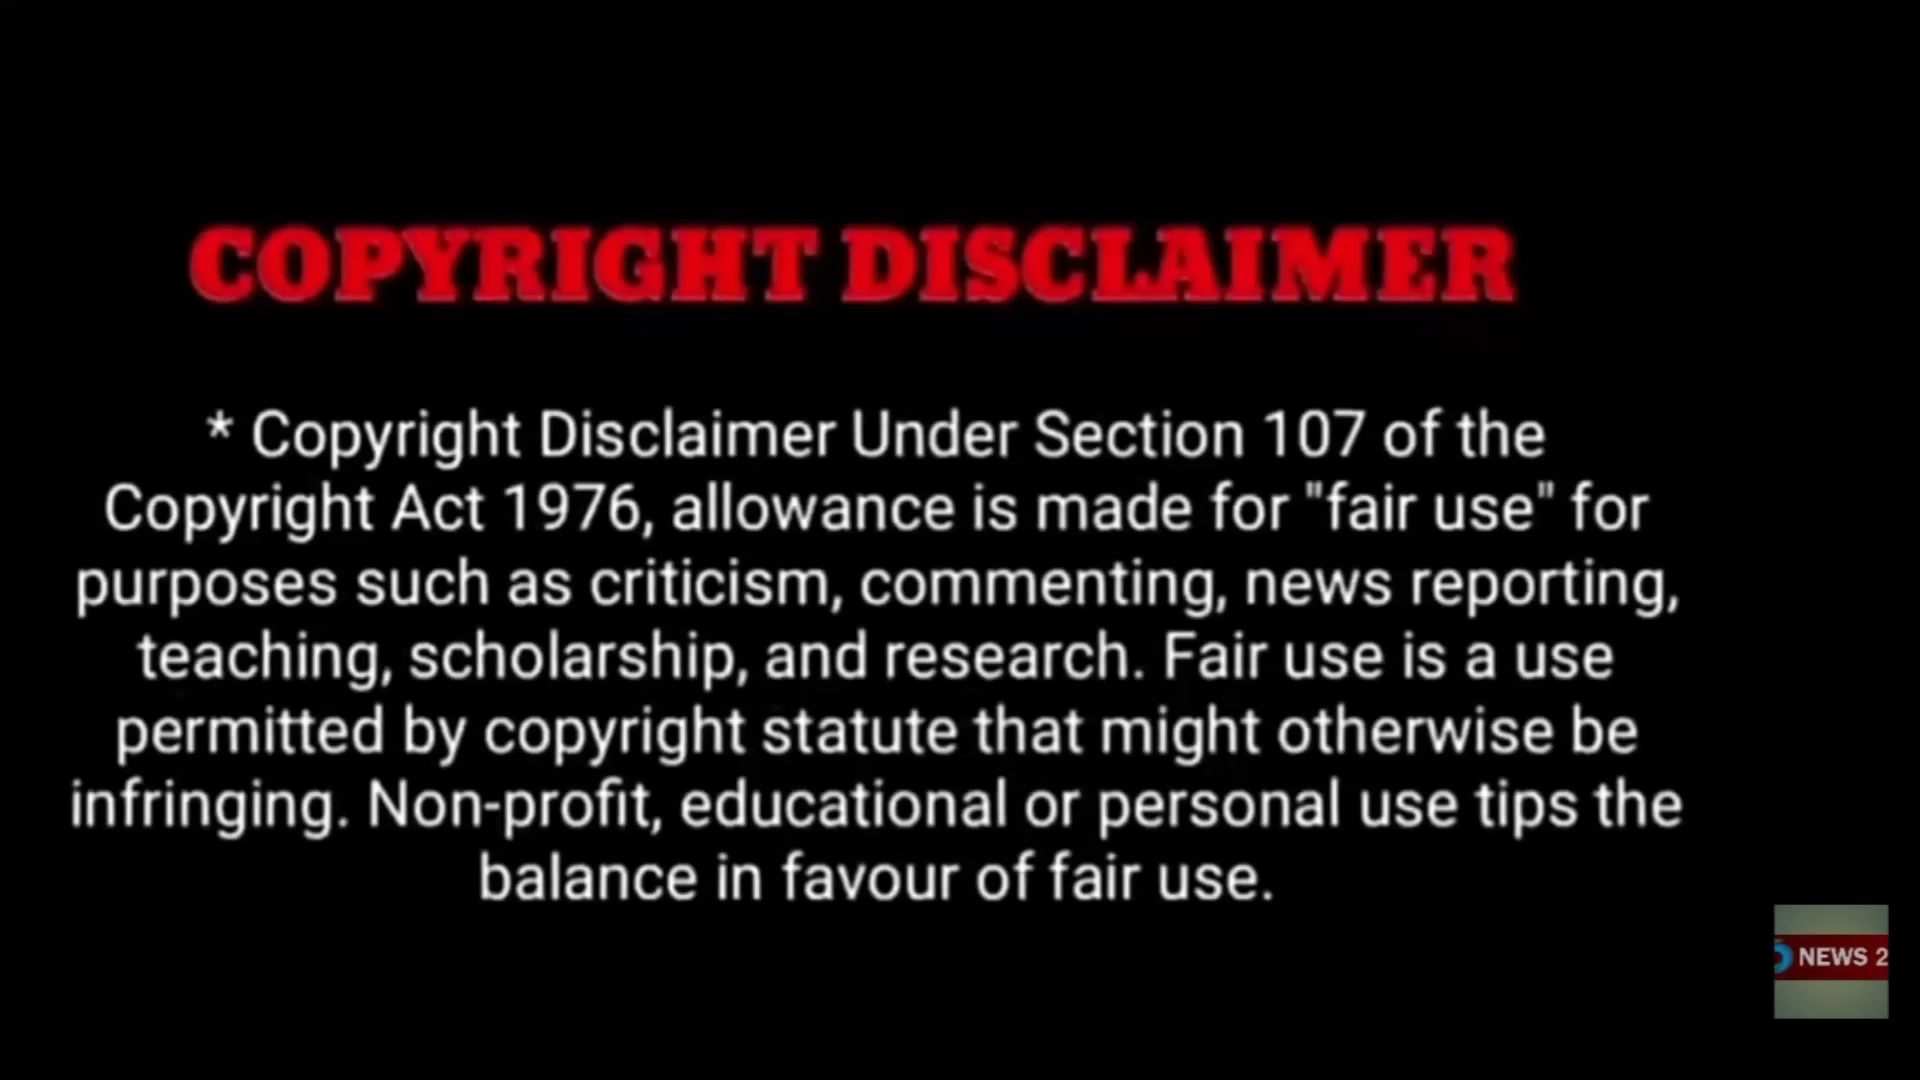 COPYRIGHT DISCLAIMER
* Copyright Disclaimer Under Section 107 of the
Copyright Act 1976, allowance is made for "fair use" for
purposes such as criticism, commenting, news reporting,
teaching, scholarship, and research. Fair use is a use
permitted by copyright statute that might otherwise be
infringing. Non-profit, educational or personal use tips the
balance in favour of fair use.
NEWS 2